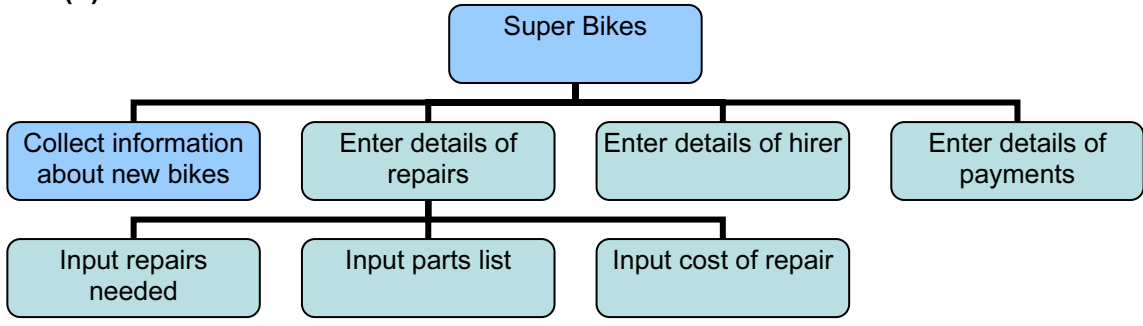 Super Bikes
Collect information
about new bikes
Enter details of
repairs
Enter details of hirer
Enter details of
payments
Input repairs
needed
Input parts list
Input cost of repair